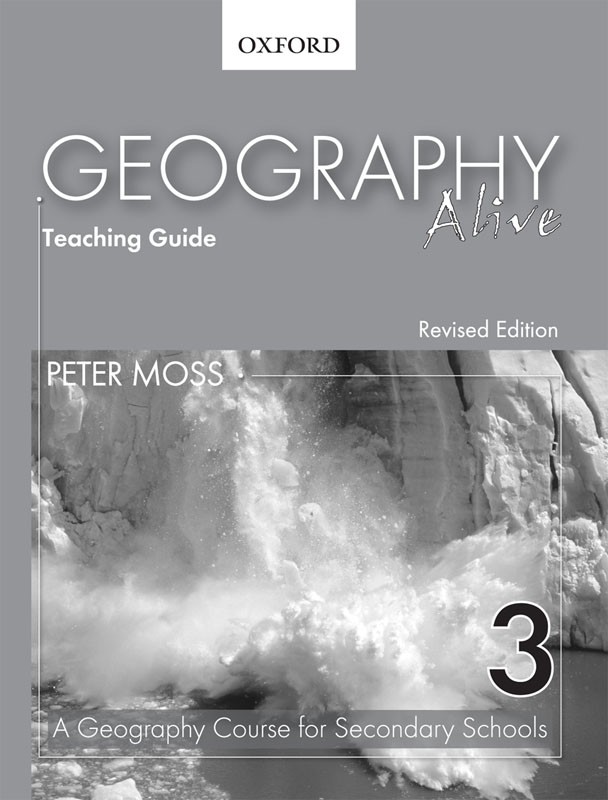 OXFORD
GEOGRAPHY
Alive
Teaching Guide
Revised Edition
PETER MOSS
3
A Geography Course for Secondary Schools